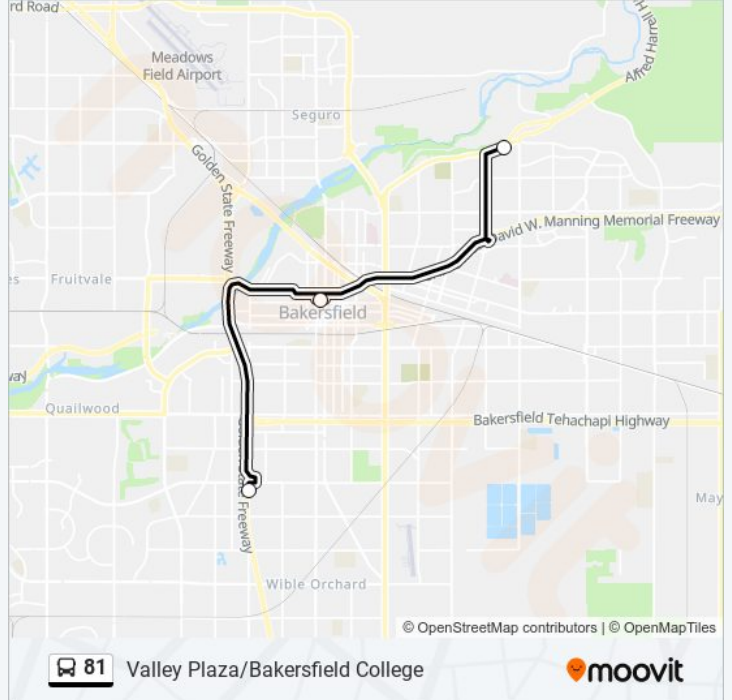 rd Road
Meadows
Field Airport
Alfred Harrell H
Seguro
Golden State Freeway
David W. Manning Memorial Freeway
es
Fruitvale
Bakersfield
way
Quailwood
Bakersfield Tehachapi Highway
Freeway
May
Wible Orchard
© OpenStreetMap contributors | © OpenMapTiles
81 Valley Plaza/Bakersfield College
moovit